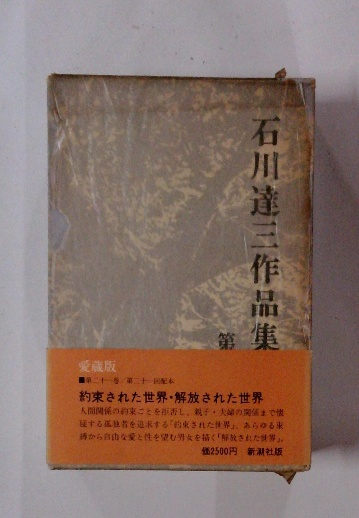 石川達三作品集
第
愛蔵版
■第二十一巻/第二十一回配本
約束された世界・解放された世界
人間関係の約束ごとを拒否し、親子・夫婦の関係まで懐
疑する孤独者を追求する「約束された世界」、あらゆる束
縛から自由な愛と性を望む男女を描く「解放された世界」。
価2500円 新潮社版